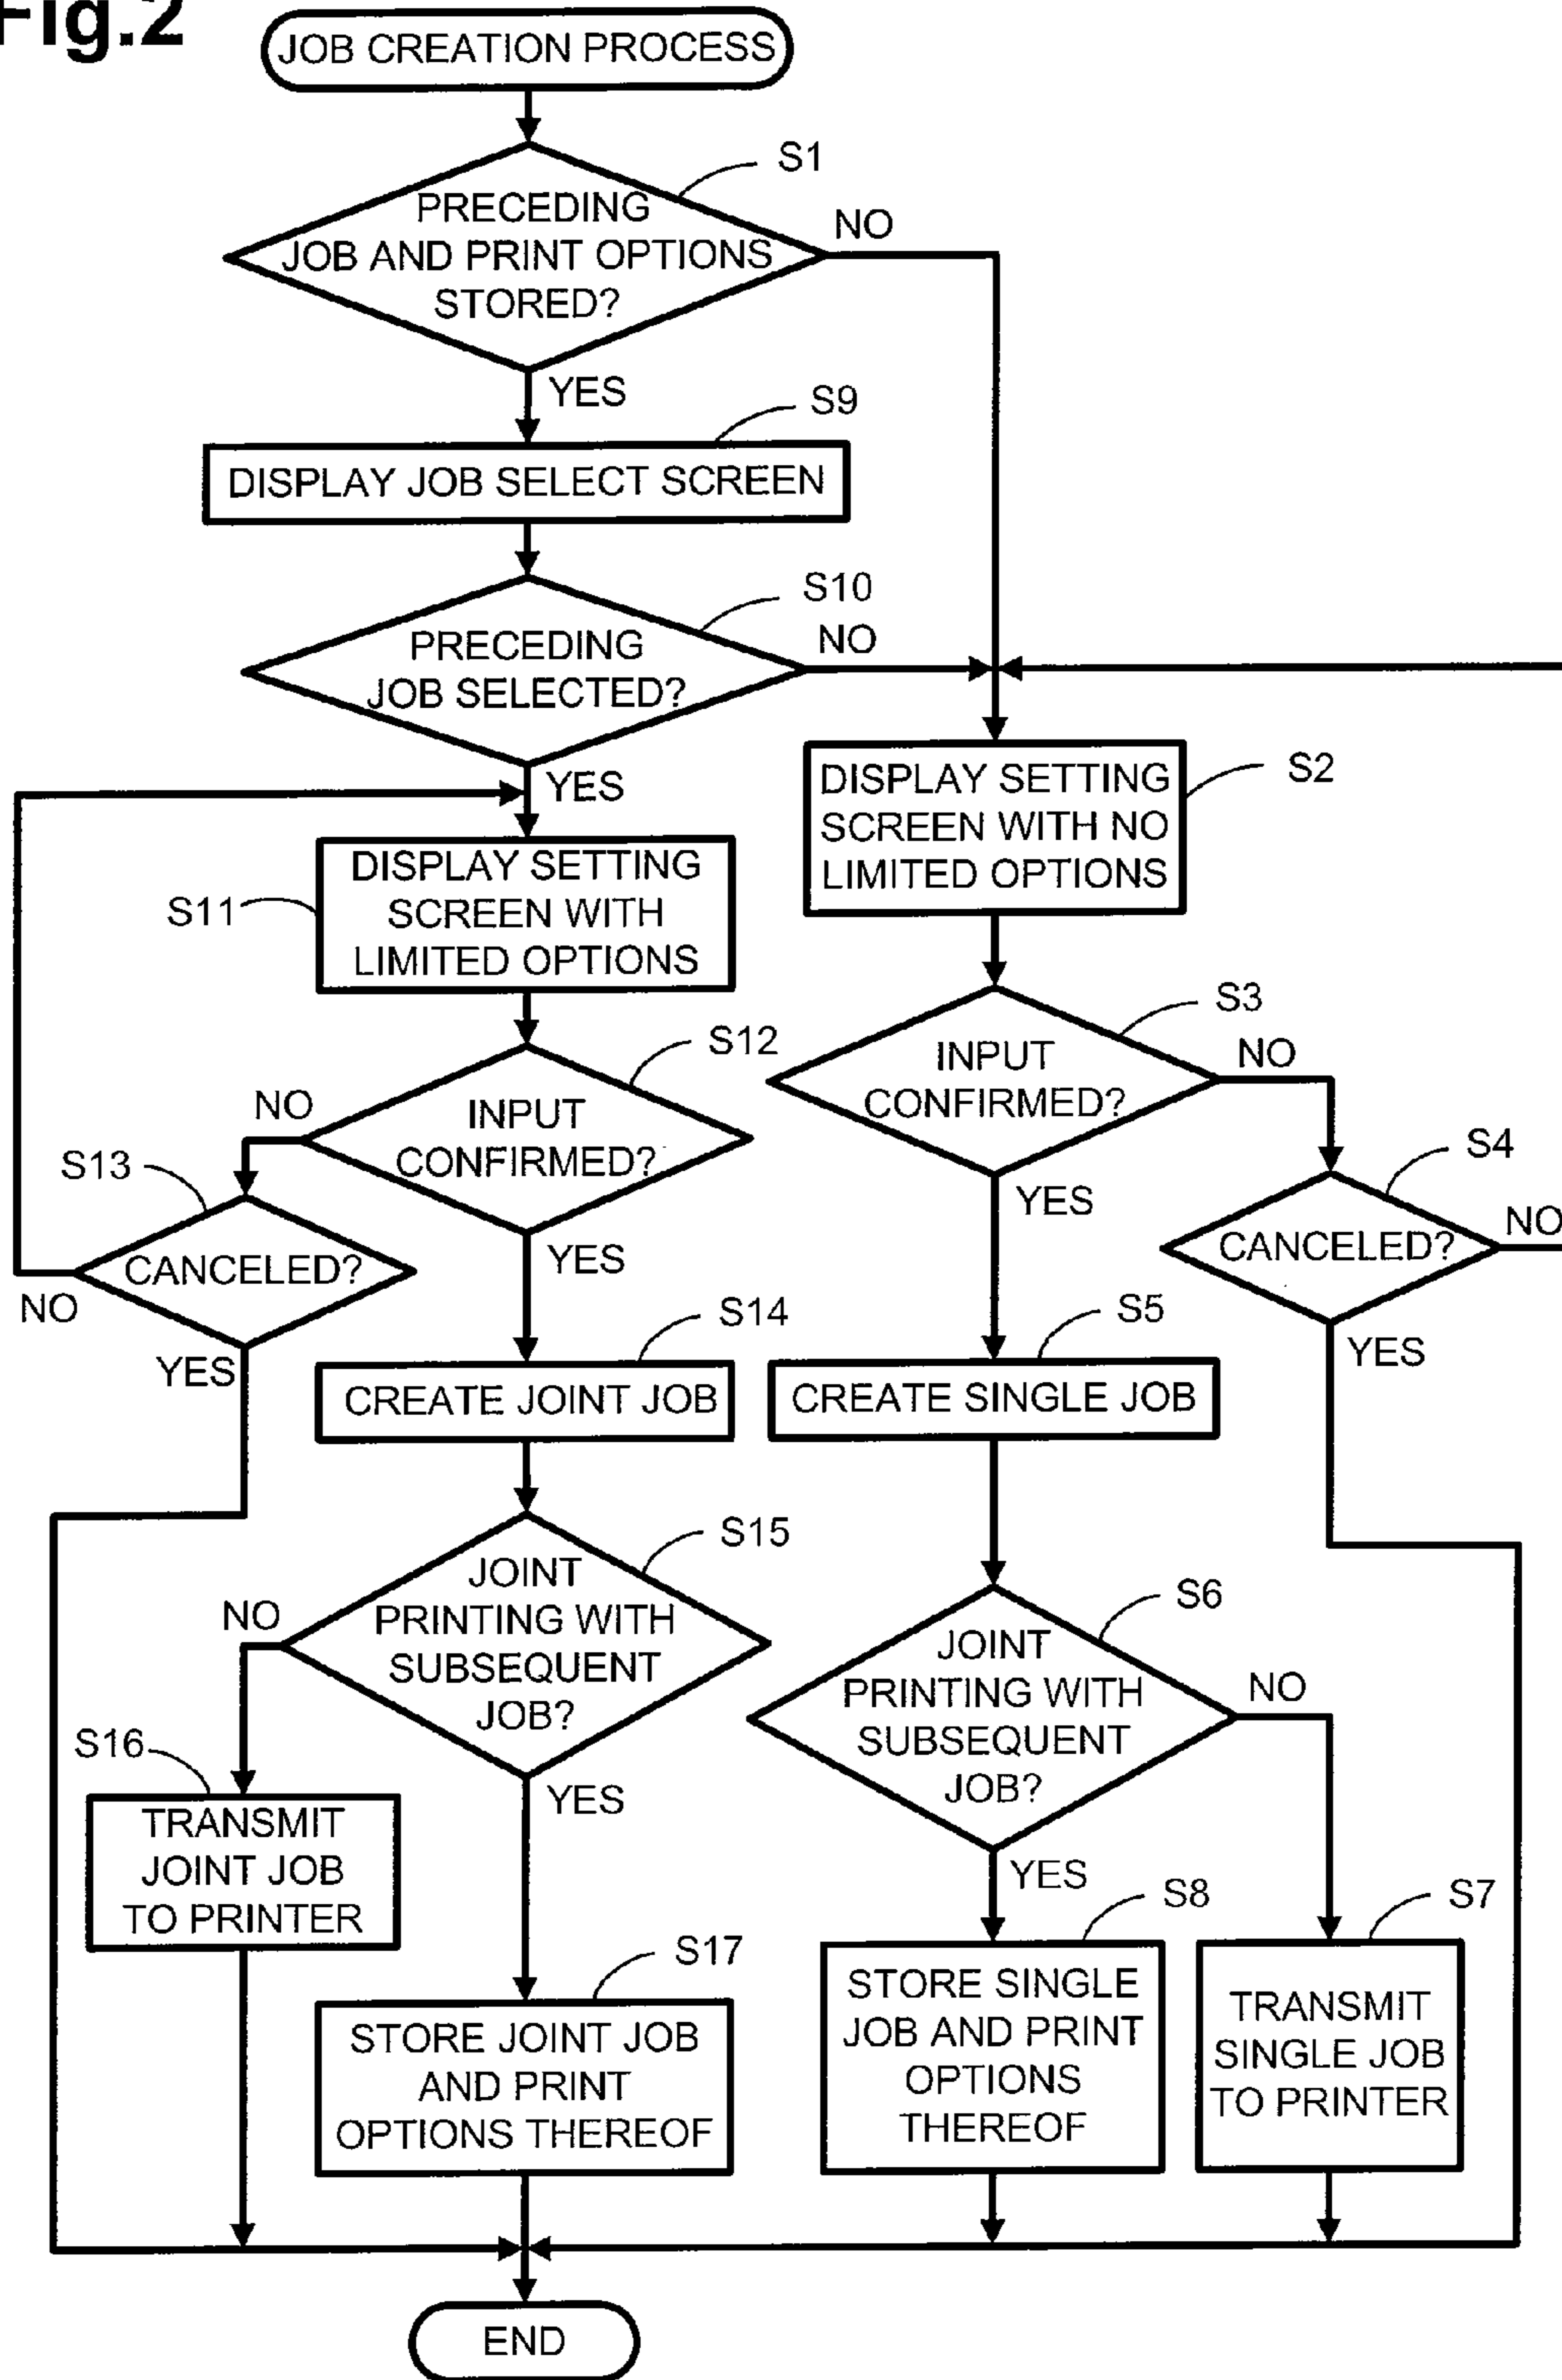 Fig.2
JOB CREATION PROCESS
S1
PRECEDING
JOB AND PRINT OPTIONS
STORED?
NO
YES
S9
DISPLAY JOB SELECT SCREEN
S10
PRECEDING
JOB SELECTED?
NO
YES
S2
DISPLAY SETTING
SCREEN WITH NO
LIMITED OPTIONS
S11
DISPLAY SETTING
SCREEN WITH
LIMITED OPTIONS
S3
INPUT
CONFIRMED?
NO
YES
S12
INPUT
CONFIRMED?
NO
YES
S4
CANCELED?
NO
YES
S13
CANCELED?
NO
YES
S14
CREATE JOINT JOB
S5
CREATE SINGLE JOB
S15
JOINT
PRINTING WITH
SUBSEQUENT
JOB?
NO
YES
S6
JOINT
PRINTING WITH
SUBSEQUENT
JOB?
NO
YES
S16
TRANSMIT
JOINT JOB
TO PRINTER
S17
STORE JOINT JOB
AND PRINT
OPTIONS THEREOF
S8
STORE SINGLE
JOB AND PRINT
OPTIONS
THEREOF
S7
TRANSMIT
SINGLE JOB
TO PRINTER
END